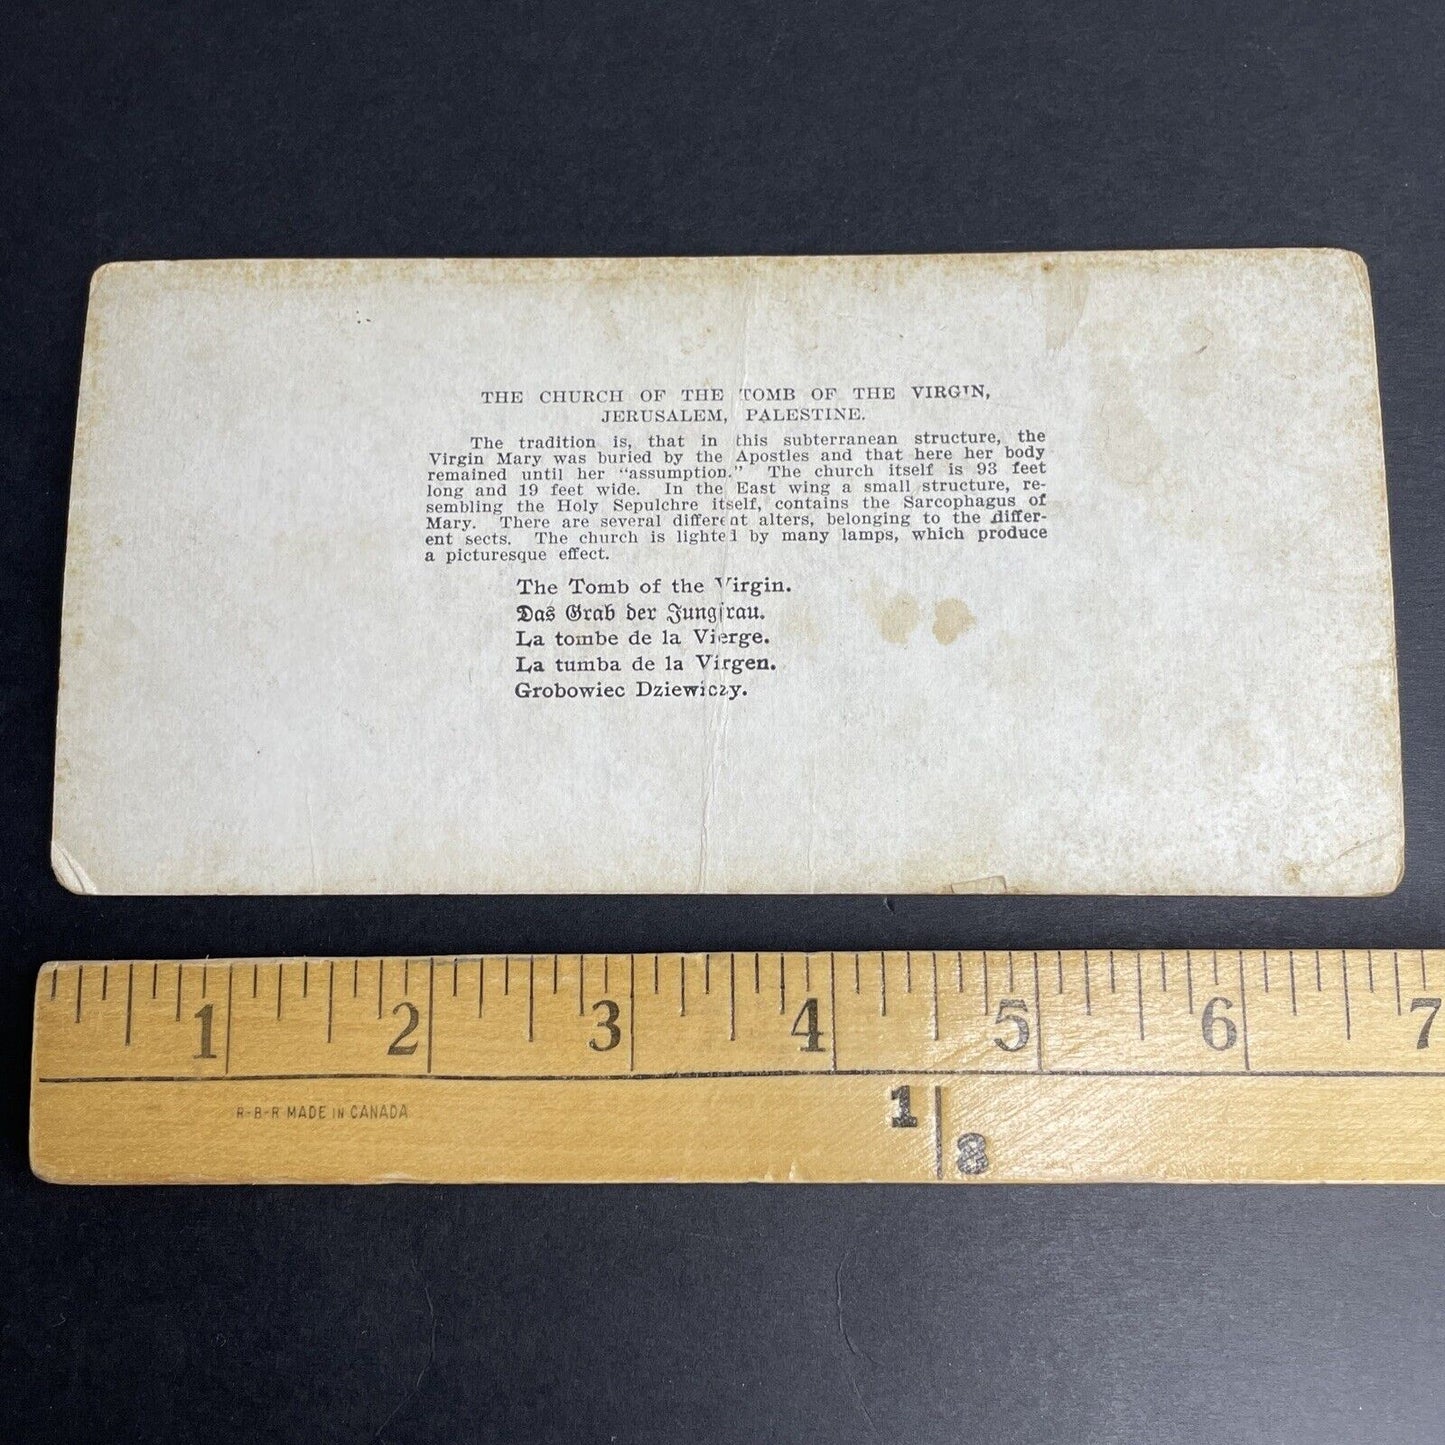 THE CHURCH OF THE TOMB OF THE VIRGIN,
JERUSALEM, PALESTINE.
The tradition is, that in this subterranean structure, the
Virgin Mary was buried by the Apostles and that here her body
remained until her "assumption." The church itself is 93 feet
long and 19 feet wide. In the East wing a small structure, re-
sembling the Holy Sepulchre itself, contains the Sarcophagus of
Mary. There are several different alters, belonging to the differ-
ent sects. The church is lighted by many lamps, which produce
a picturesque effect.
The Tomb of the Virgin.
Das Grab der Jungfrau.
La tombe de la Vierge.
La tumba de la Virgen.
Grobowiec Dziewiczy.
1 2 3 4 5 6 7
R-B-R MADE IN CANADA
1 8